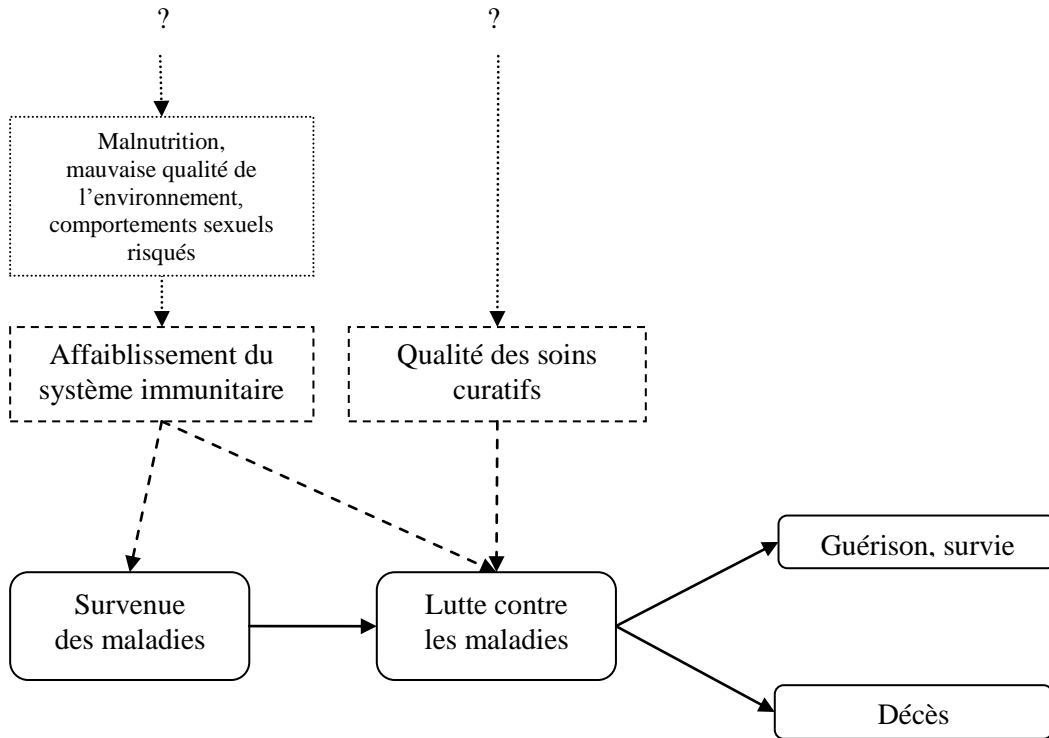 ?
?
Malnutrition,
mauvaise qualité de
l’environnement,
comportements sexuels
risqués
Affaiblissement du
système immunitaire
Qualité des soins
curatifs
Guérison, survie
Survenue
des maladies
Lutte contre
les maladies
Décès